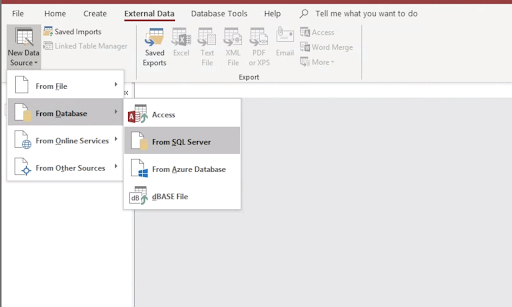 File Home Create External Data Database Tools Help Tell me what you want to do
New Data Source
Saved Imports
Linked Table Manager
Saved Exports
Excel
Text File
XML File
PDF or XPS
Email
Access
Word Merge
More
Export
From File
From Database
From Online Services
From Other Sources
Access
From SQL Server
From Azure Database
dB
dBASE File